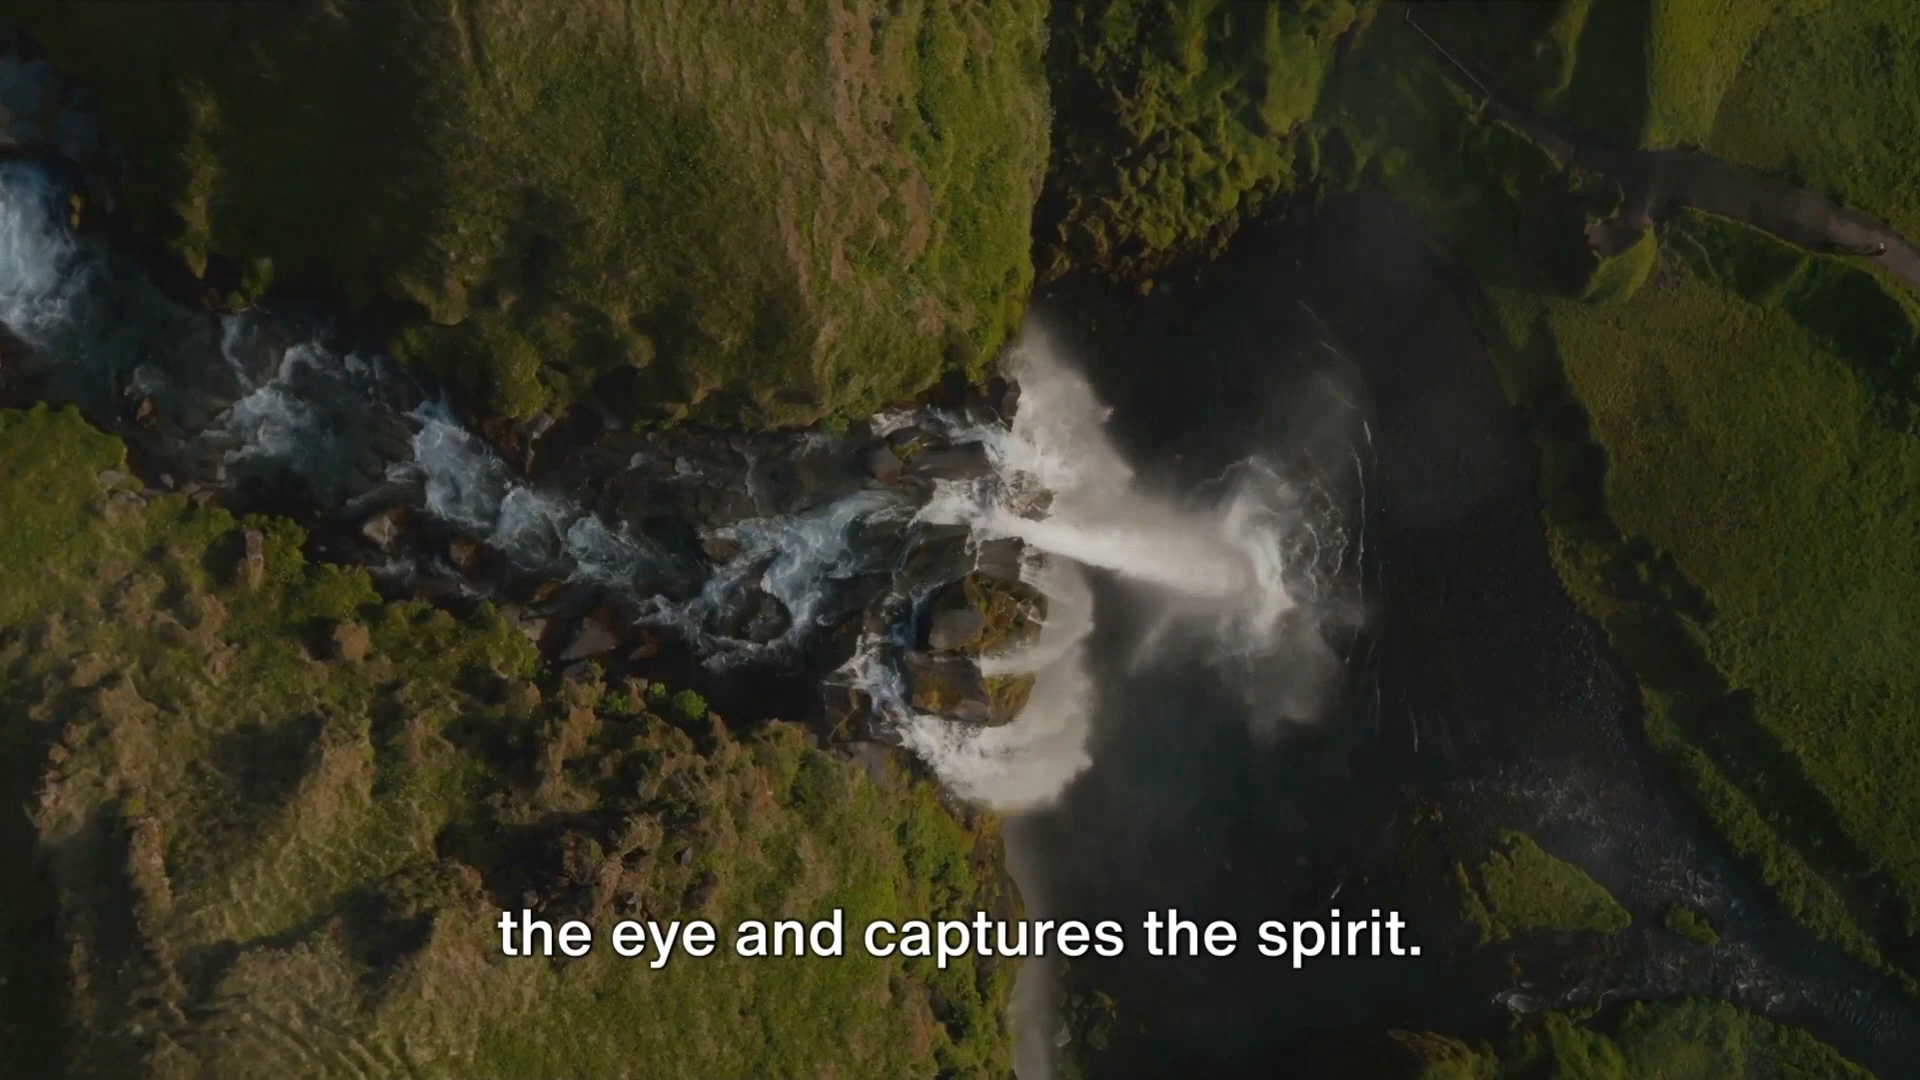 the eye and captures the spirit.